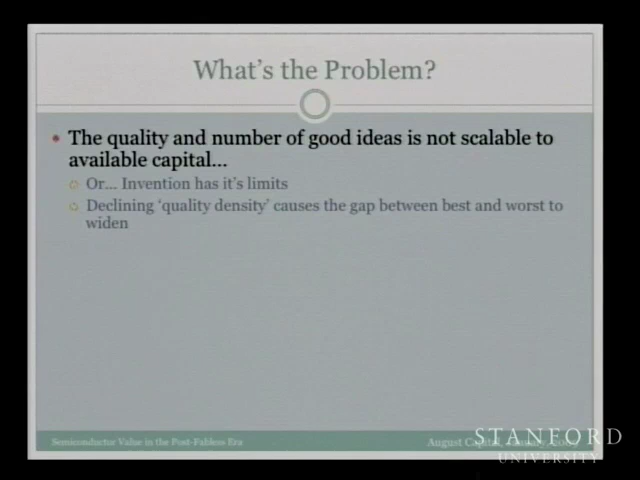 What's the Problem?
The quality and number of good ideas is not scalable to
available capital...
Or... Invention has it's limits
Declining 'quality density' causes the gap between best and worst to
widen
Semiconductor Value in the Post-Fabless Era
August Capital,
STANFORD
UNIVERSITY